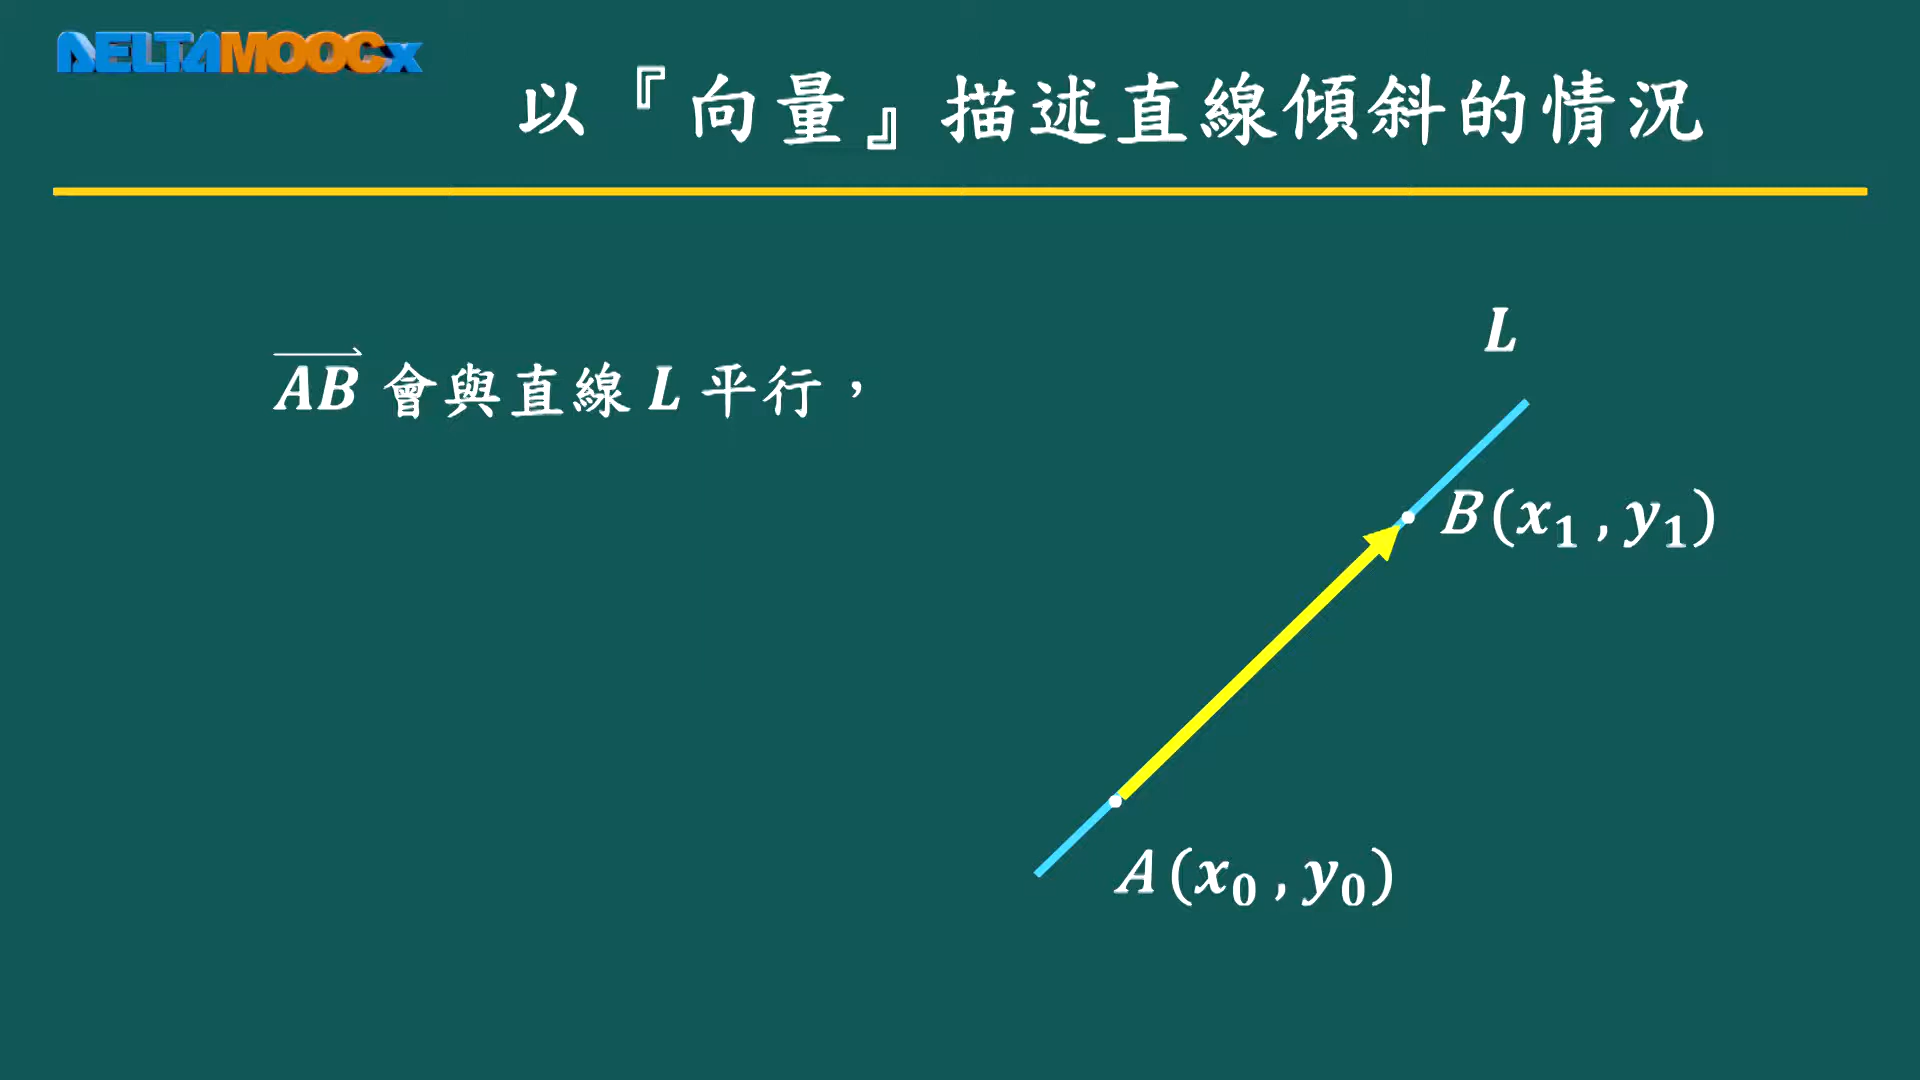 DELTAMOOCx
以『向量』描述直線傾斜的情況
L
$\overrightarrow{AB}$ 會與直線 L 平行，
B(x₁ , y₁)
A(x₀ , y₀)